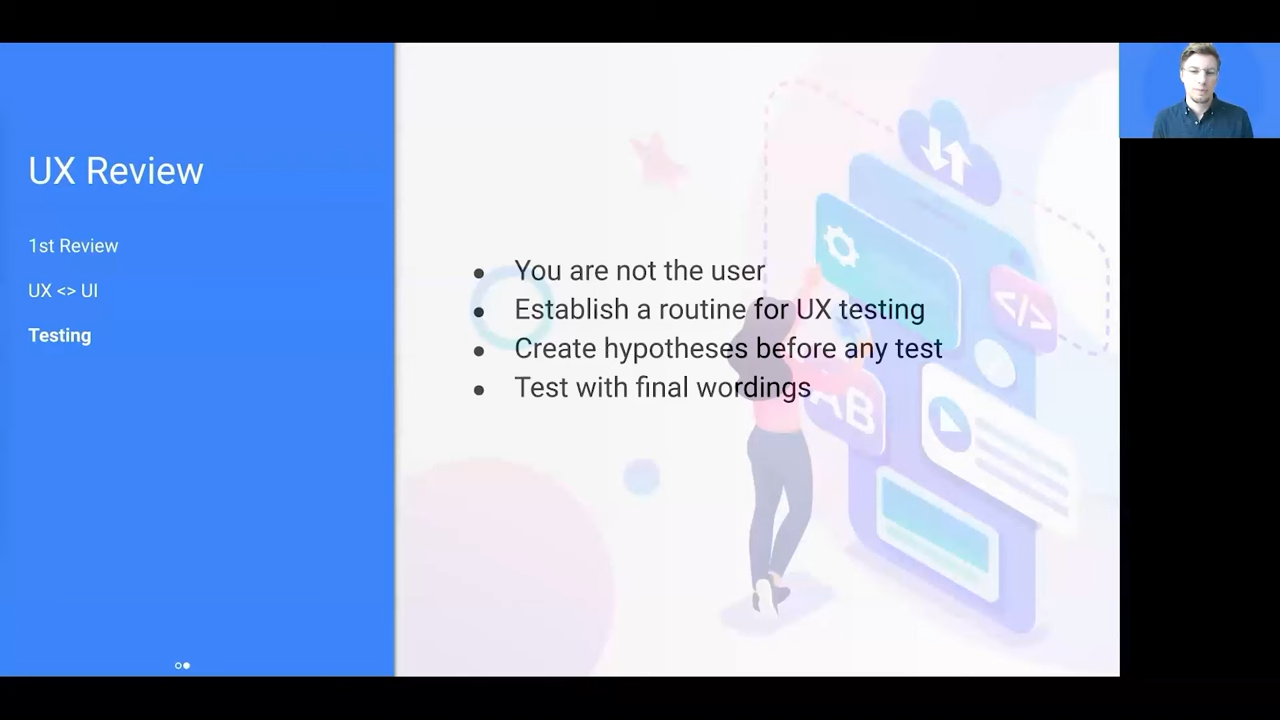 UX Review
1st Review
UX <> UI
Testing
● You are not the user
● Establish a routine for UX testing
● Create hypotheses before any test
● Test with final wordings
</>
AB